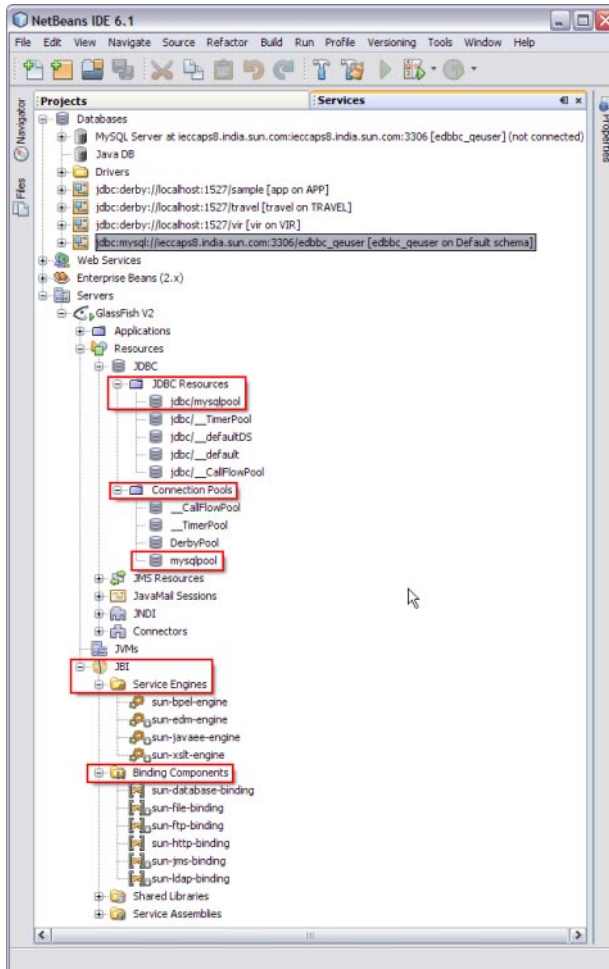 NetBeans IDE 6.1
File Edit View Navigate Source Refactor Build Run Profile Versioning Tools Window Help
Projects
Services
Navigator
Files
Properties
Databases
MySQL Server at ieccaps8.india.sun.com:ieccaps8.india.sun.com:3306 [edbbc_qeuser] (not connected)
Java DB
Drivers
jdbc:derby://localhost:1527/sample [app on APP]
jdbc:derby://localhost:1527/travel [travel on TRAVEL]
jdbc:derby://localhost:1527/vir [vir on VIR]
jdbc:mysql://ieccaps8.india.sun.com:3306/edbbc_qeuser [edbbc_qeuser on Default schema]
Web Services
Enterprise Beans (2.x)
Servers
GlassFish V2
Applications
Resources
JDBC
JDBC Resources
jdbc/mysqlpool
jdbc/__TimerPool
jdbc/__defaultDS
jdbc/__default
jdbc/__CallFlowPool
Connection Pools
__CallFlowPool
__TimerPool
DerbyPool
mysqlpool
JMS Resources
JavaMail Sessions
JNDI
Connectors
JVMs
JBI
Service Engines
sun-bpel-engine
sun-edm-engine
sun-javaee-engine
sun-xslt-engine
Binding Components
sun-database-binding
sun-file-binding
sun-ftp-binding
sun-http-binding
sun-jms-binding
sun-ldap-binding
Shared Libraries
Service Assemblies